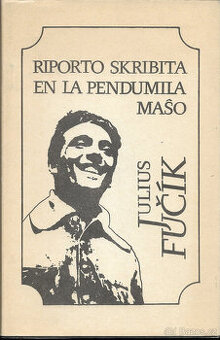 RIPORTO SKRIBITA
EN LA PENDUMILA
MAŜO
JULIUS
FUČÍK